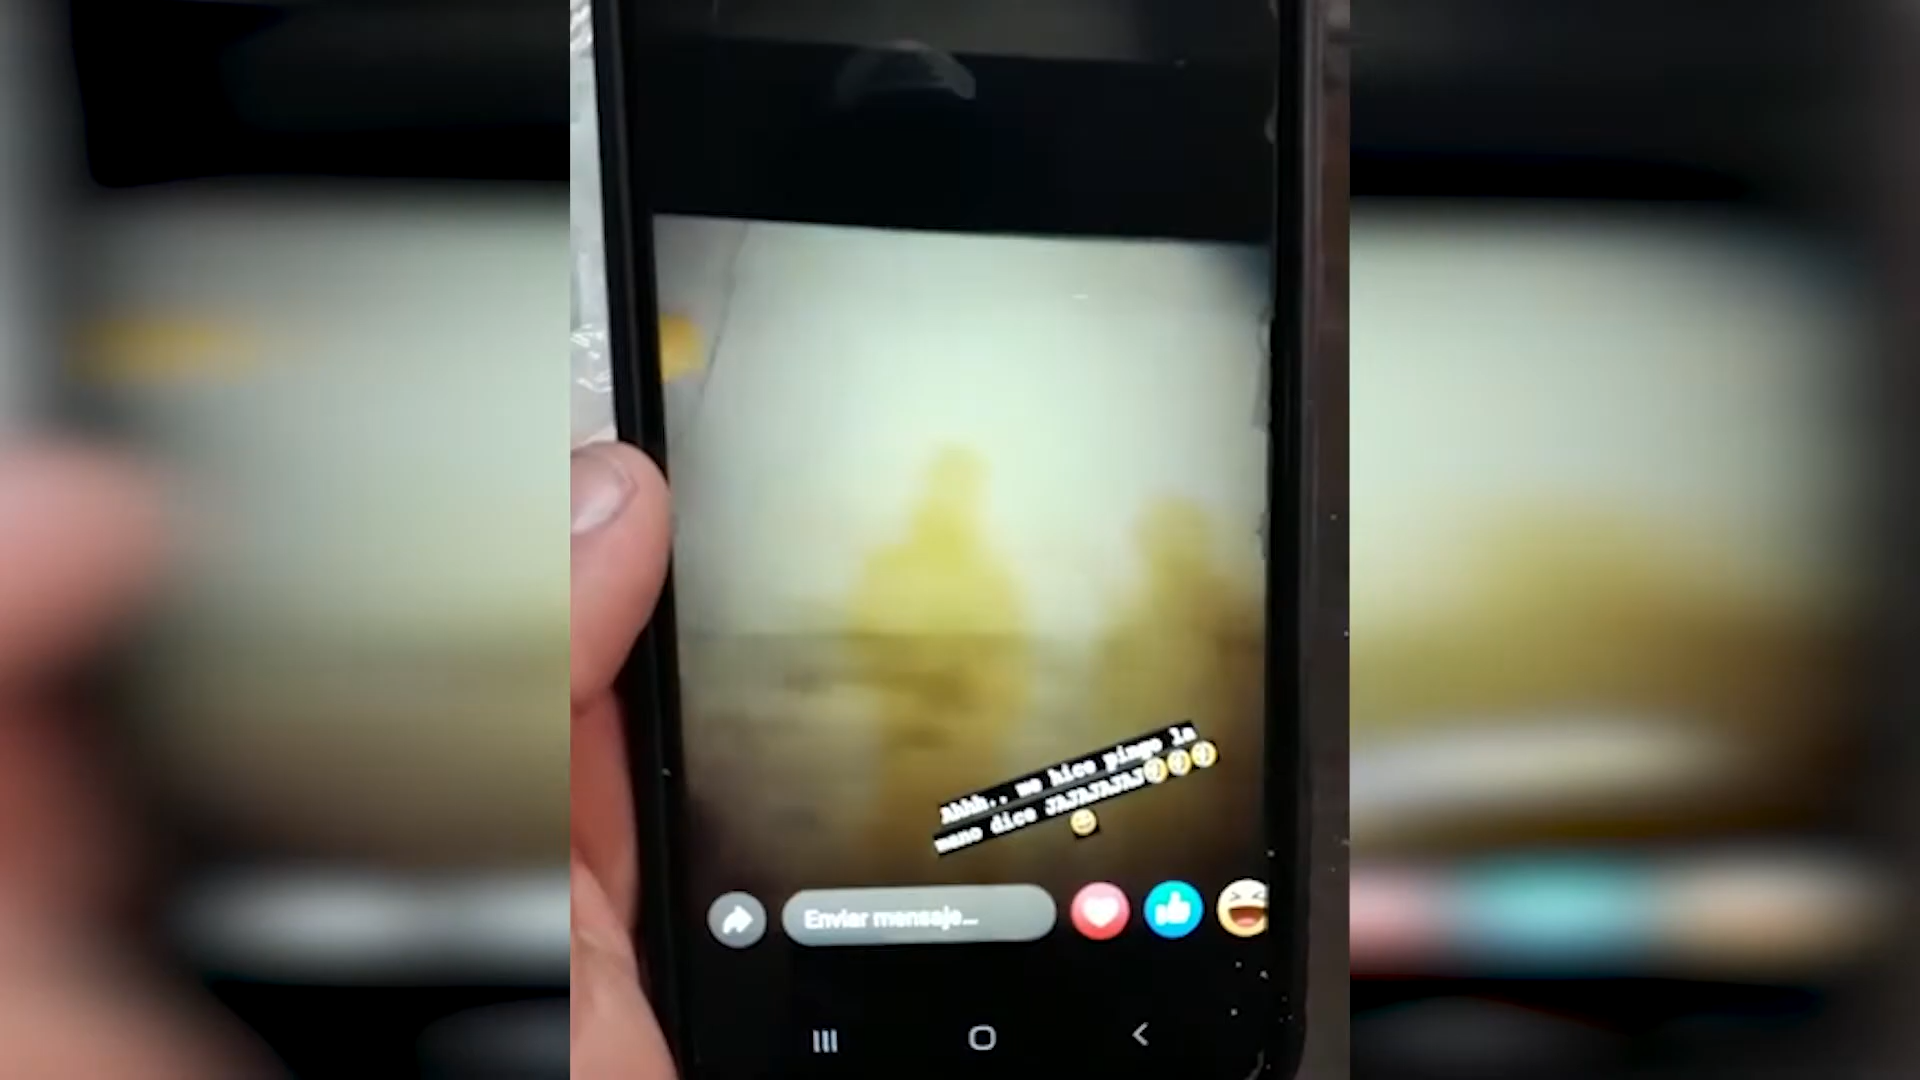 Ahhh.. me hice pingo la
mano dice JAJAJAJAJ🤣🤣🤣
😅
Enviar mensaje...